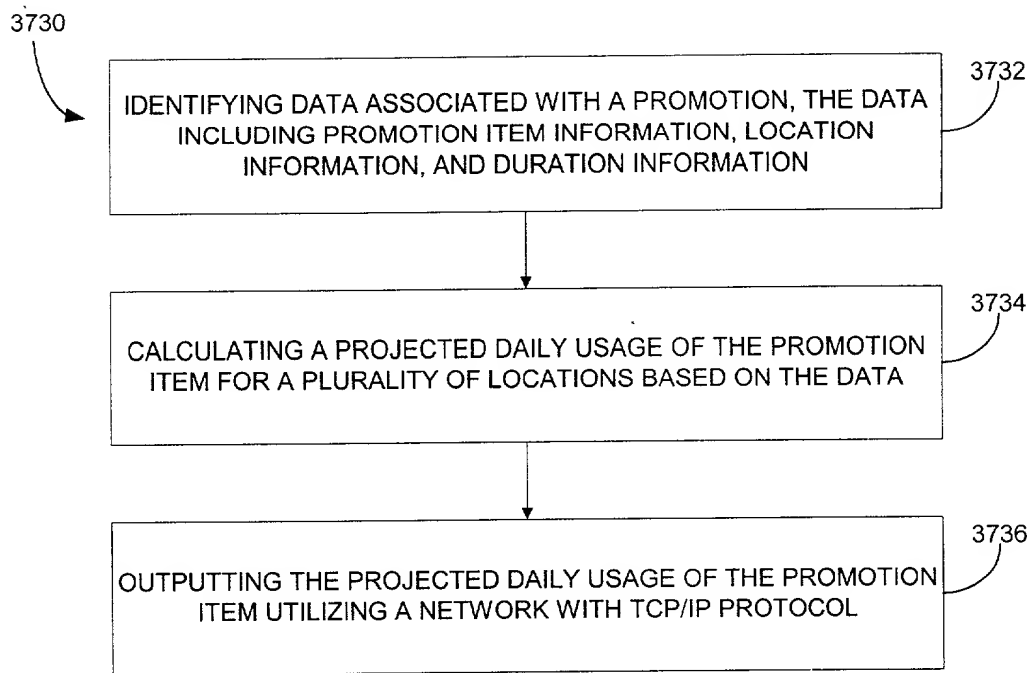 3730
3732
IDENTIFYING DATA ASSOCIATED WITH A PROMOTION, THE DATA
INCLUDING PROMOTION ITEM INFORMATION, LOCATION
INFORMATION, AND DURATION INFORMATION
3734
CALCULATING A PROJECTED DAILY USAGE OF THE PROMOTION
ITEM FOR A PLURALITY OF LOCATIONS BASED ON THE DATA
3736
OUTPUTTING THE PROJECTED DAILY USAGE OF THE PROMOTION
ITEM UTILIZING A NETWORK WITH TCP/IP PROTOCOL